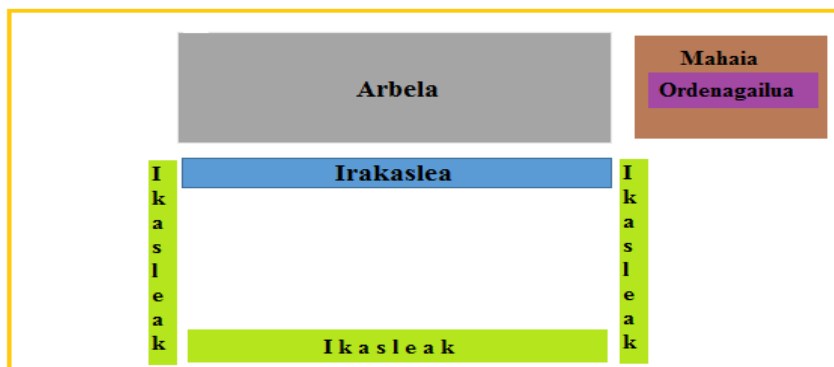 Arbela
Mahaia
Ordenagailua
Irakaslea
Ikasleak
Ikasleak
Ikasleak